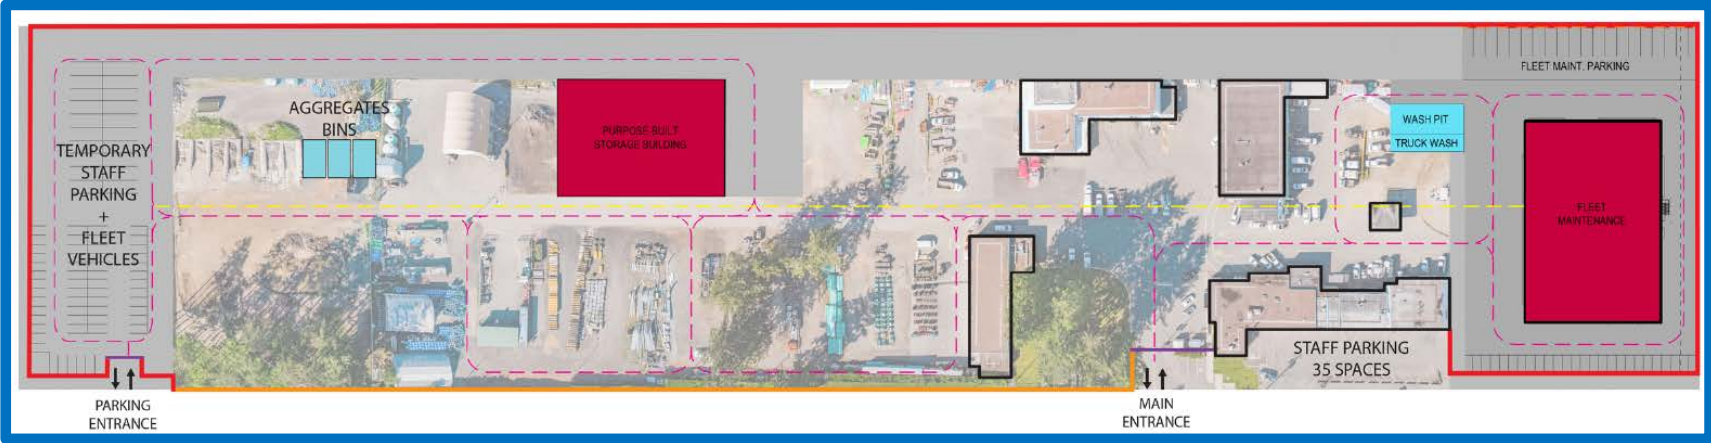 FLEET MAINT. PARKING
AGGREGATES
BINS
PURPOSE BUILT
STORAGE BUILDING
WASH PIT
TRUCK WASH
TEMPORARY
STAFF
PARKING
+
FLEET
VEHICLES
FLEET
MAINTENANCE
STAFF PARKING
35 SPACES
PARKING
ENTRANCE
MAIN
ENTRANCE